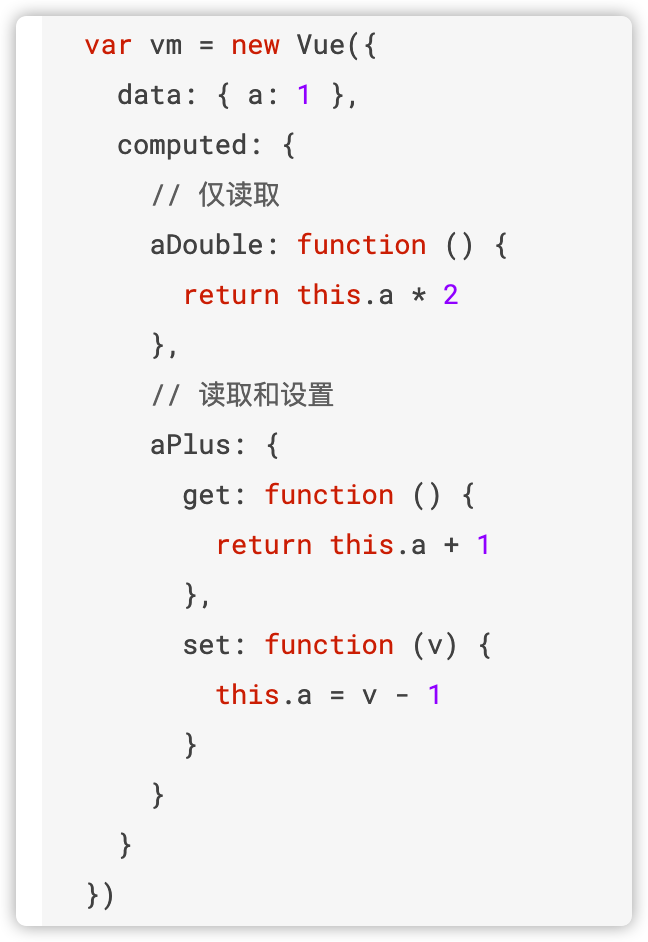 var vm = new Vue({
  data: { a: 1 },
  computed: {
    // 仅读取
    aDouble: function () {
      return this.a * 2
    },
    // 读取和设置
    aPlus: {
      get: function () {
        return this.a + 1
      },
      set: function (v) {
        this.a = v - 1
      }
    }
  }
})